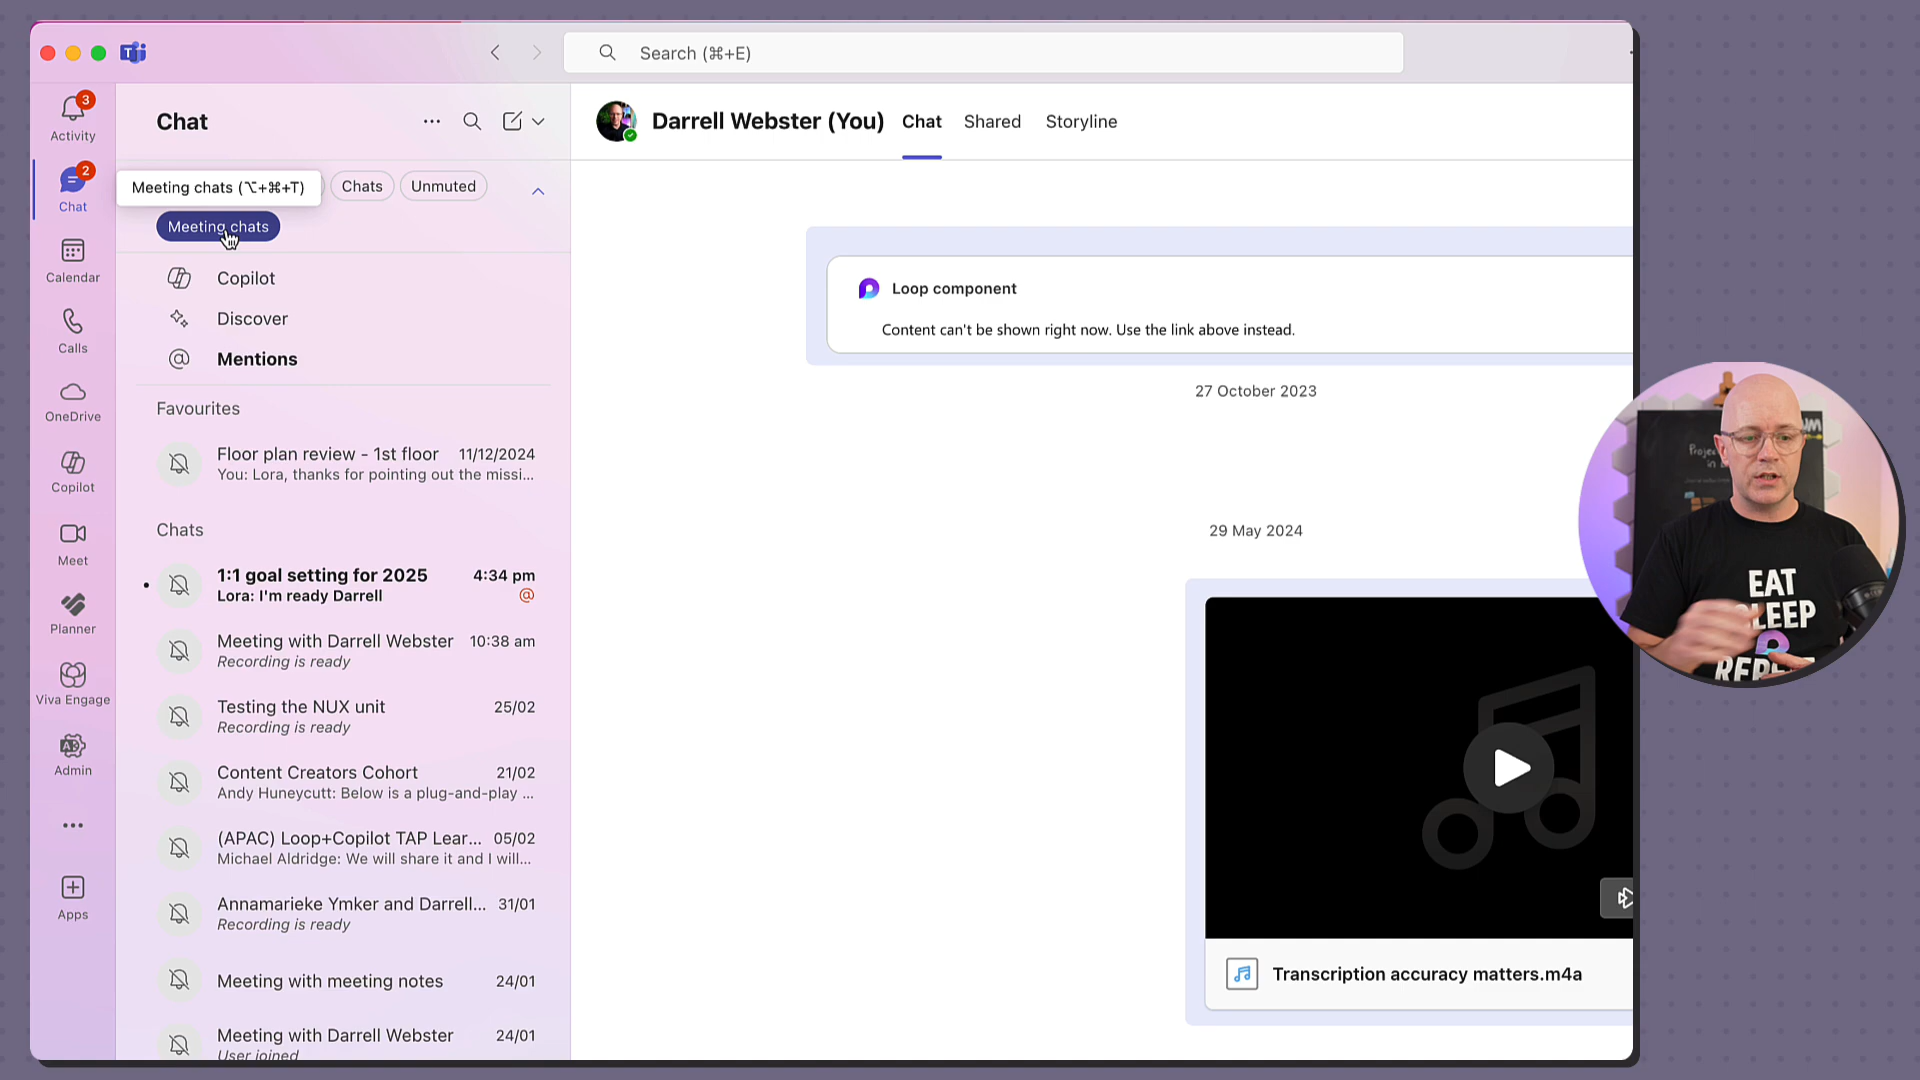 Search (⌘+E)
3
Activity
2
Chat
Calendar
Calls
OneDrive
Copilot
Meet
Planner
Viva Engage
Admin
Apps
Chat
Meeting chats (⌥+⌘+T)
Chats
Unmuted
Meeting chats
Copilot
Discover
Mentions
Favourites
Floor plan review - 1st floor 11/12/2024
You: Lora, thanks for pointing out the missi...
Chats
1:1 goal setting for 2025 4:34 pm
Lora: I'm ready Darrell @
Meeting with Darrell Webster 10:38 am
Recording is ready
Testing the NUX unit 25/02
Recording is ready
Content Creators Cohort 21/02
Andy Huneycutt: Below is a plug-and-play ...
(APAC) Loop+Copilot TAP Lear... 05/02
Michael Aldridge: We will share it and I will...
Annamarieke Ymker and Darrell... 31/01
Recording is ready
Meeting with meeting notes 24/01
Meeting with Darrell Webster 24/01
User joined
Darrell Webster (You) Chat Shared Storyline
Loop component
Content can't be shown right now. Use the link above instead.
27 October 2023
29 May 2024
Transcription accuracy matters.m4a
EAT
SLEEP
REPEAT